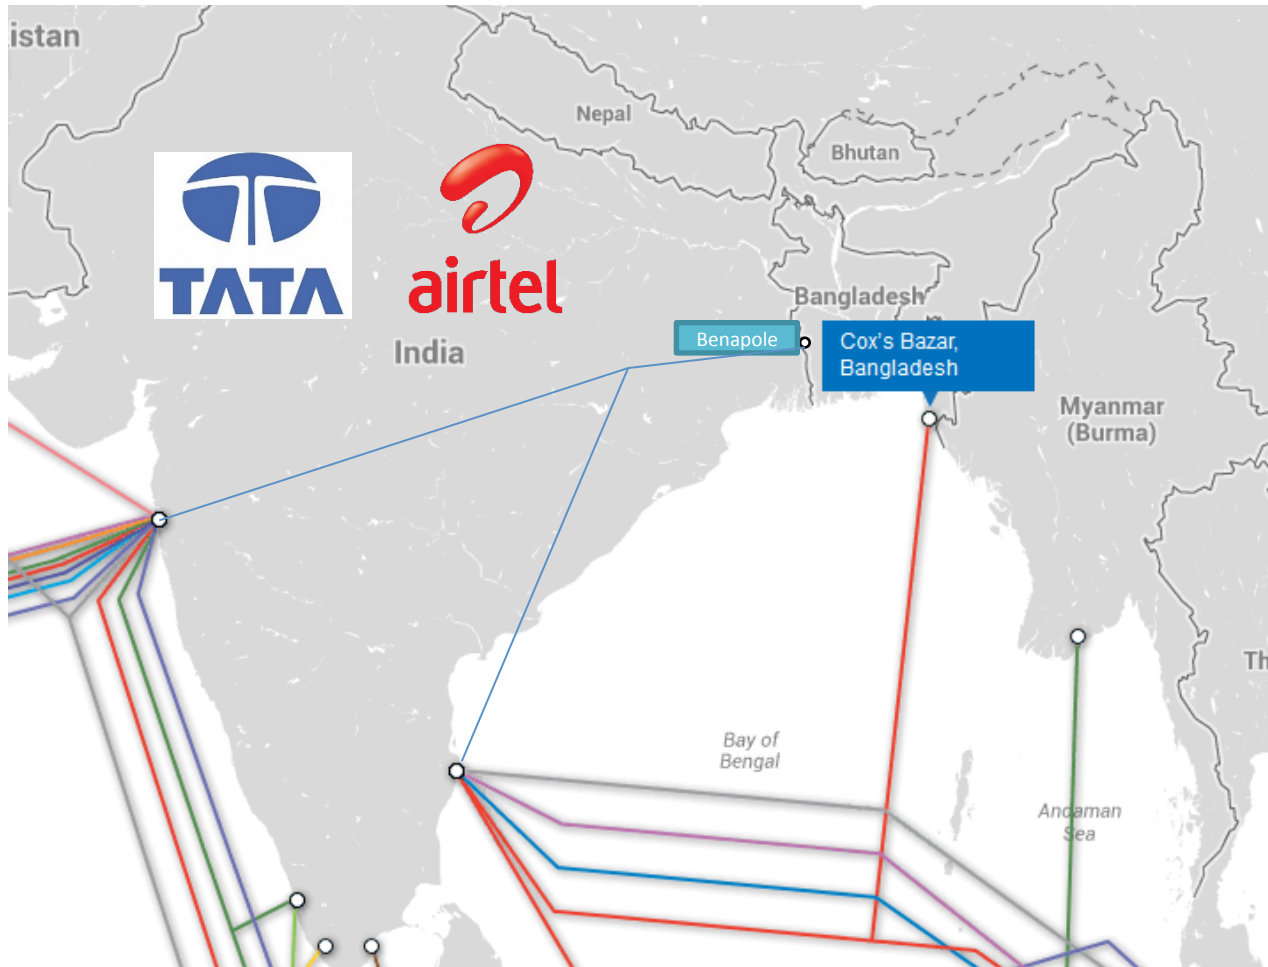 istan
Nepal
Bhutan
TATA
airtel
Bangladesh
Benapole
Cox's Bazar,
Bangladesh
India
Myanmar
(Burma)
Th
Bay of
Bengal
Andaman
Sea